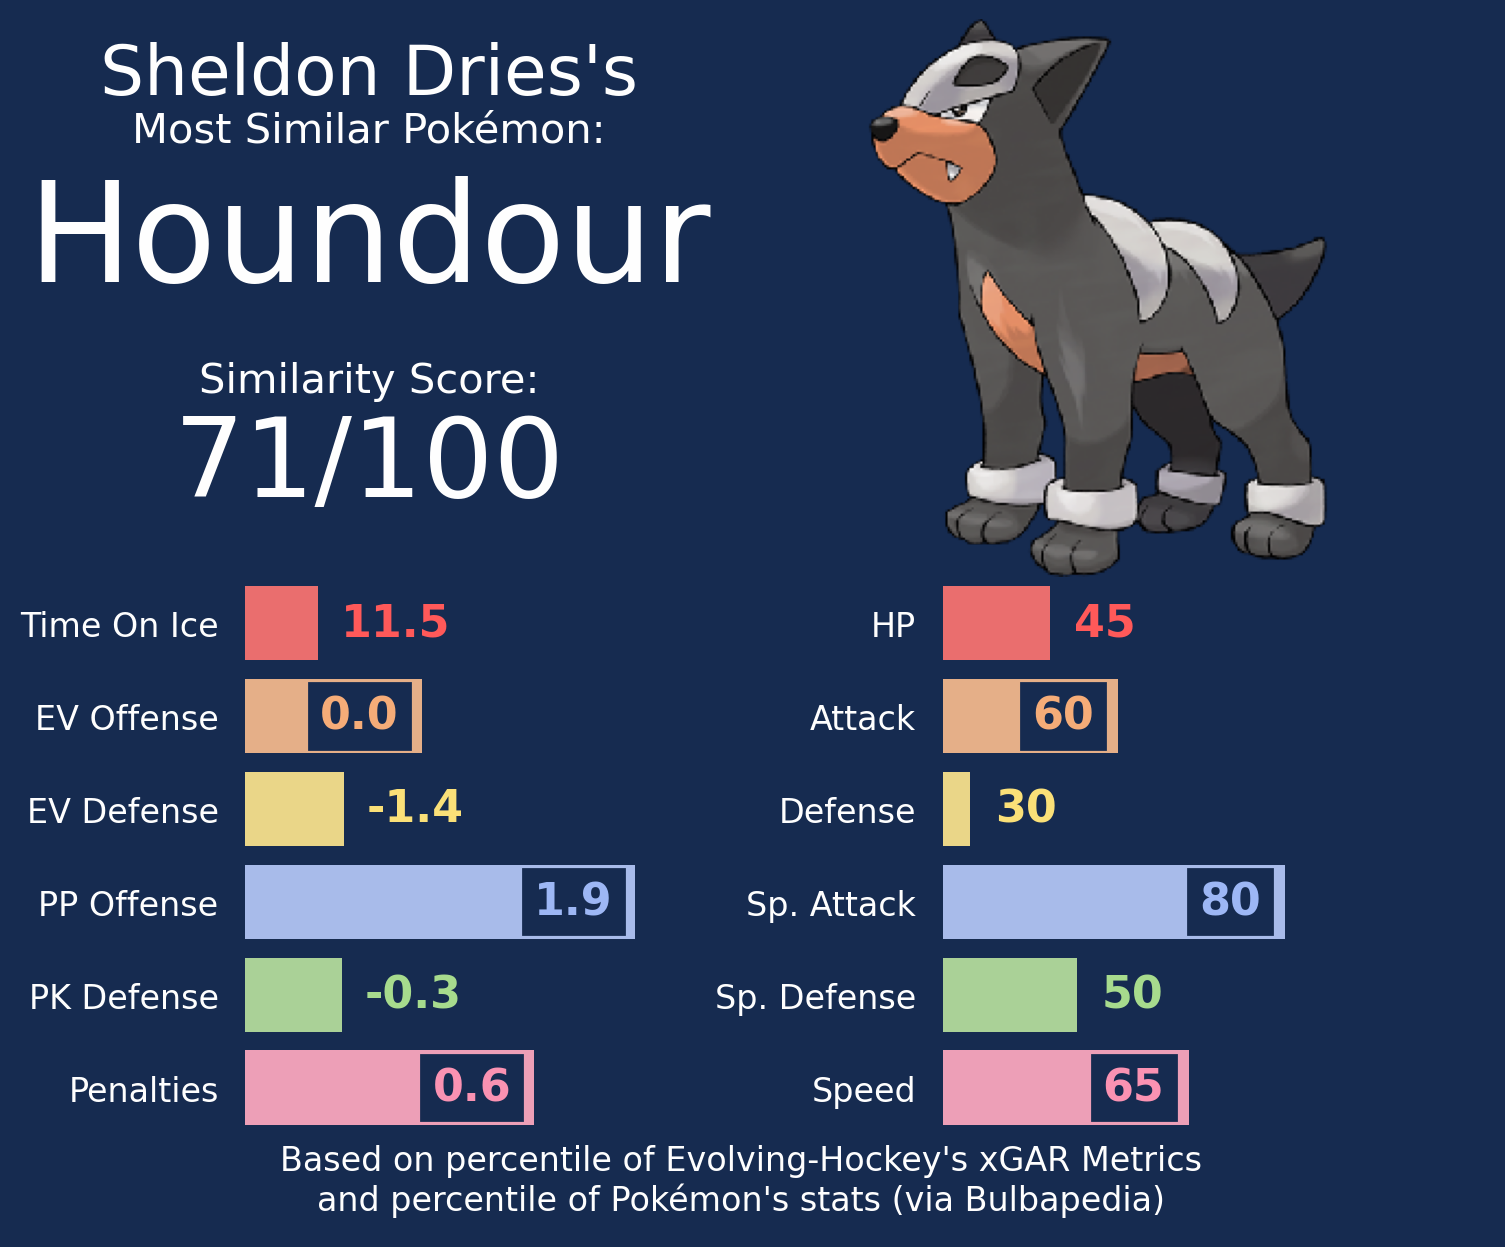 Sheldon Dries's
Most Similar Pokémon:
Houndour
Similarity Score:
71/100
Time On Ice 11.5
EV Offense 0.0
EV Defense -1.4
PP Offense 1.9
PK Defense -0.3
Penalties 0.6
HP 45
Attack 60
Defense 30
Sp. Attack 80
Sp. Defense 50
Speed 65
Based on percentile of Evolving-Hockey's xGAR Metrics
and percentile of Pokémon's stats (via Bulbapedia)